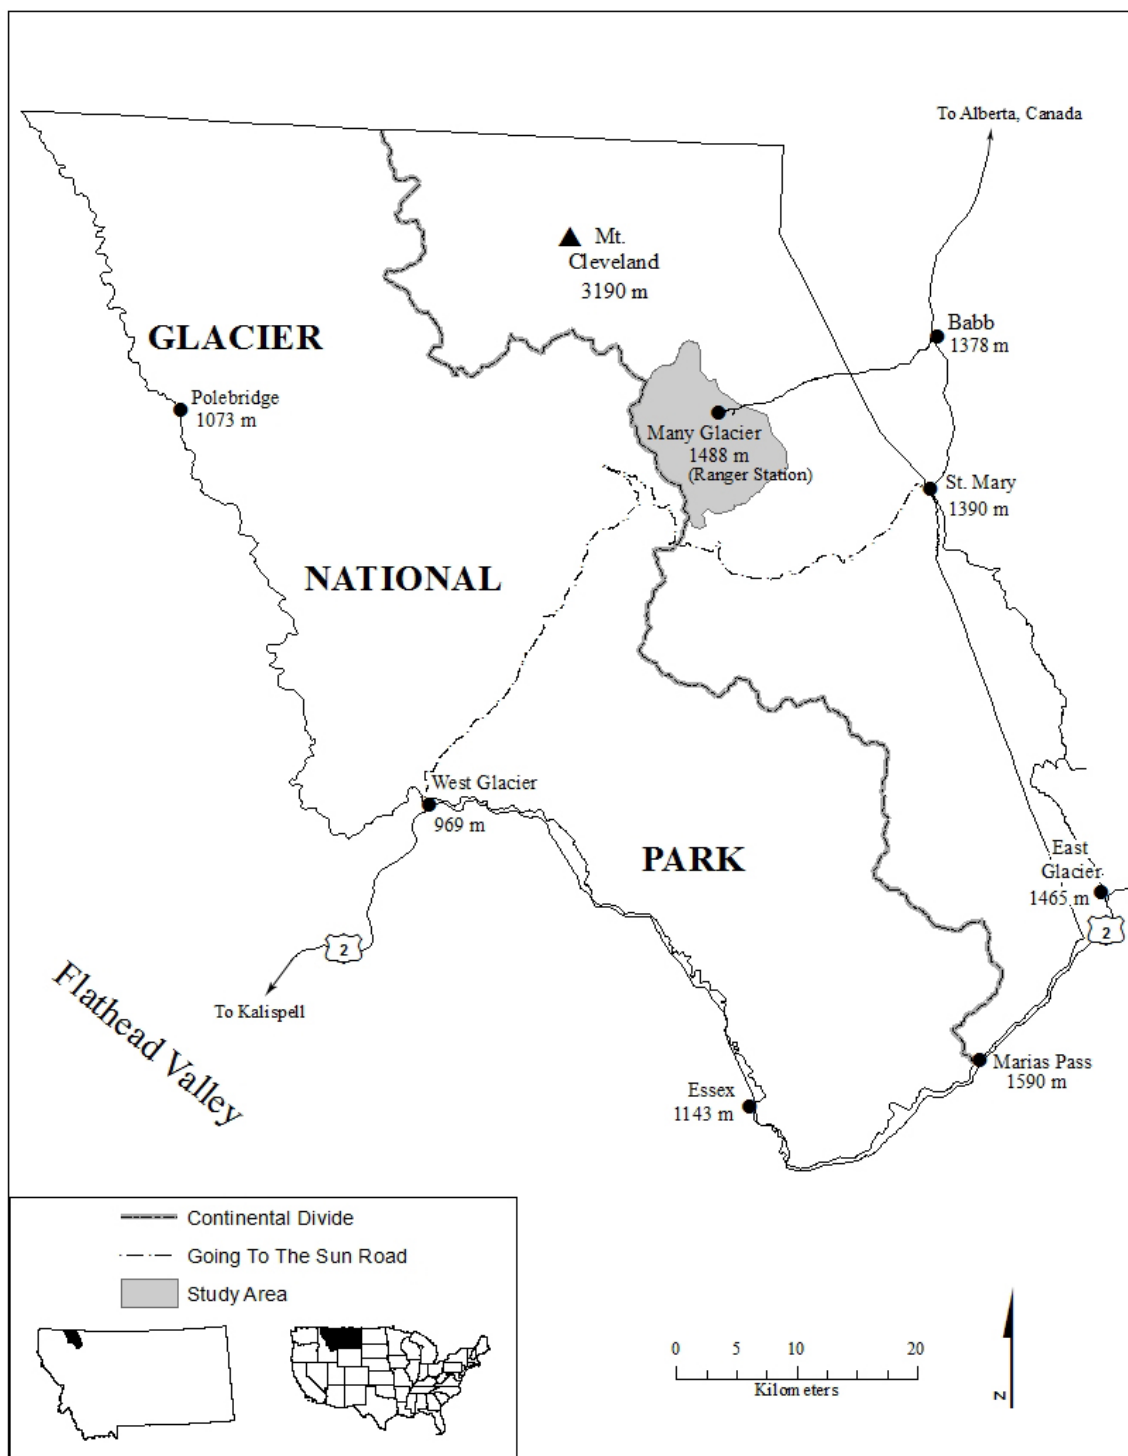 To Alberta, Canada
Mt.
Cleveland
3190 m
GLACIER
Babb
1378 m
Polebridge
1073 m
Many Glacier
1488 m
(Ranger Station)
St. Mary
1390 m
NATIONAL
West Glacier
969 m
PARK
East
Glacier
1465 m
2
2
To Kalispell
Flathead Valley
Marias Pass
1590 m
Essex
1143 m
Continental Divide
Going To The Sun Road
Study Area
0 5 10 20
Kilometers
N